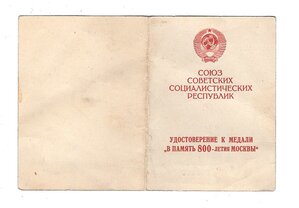 СОЮЗ
СОВЕТСКИХ
СОЦИАЛИСТИЧЕСКИХ
РЕСПУБЛИК
УДОСТОВЕРЕНИЕ К МЕДАЛИ
„В ПАМЯТЬ 800-ЛЕТИЯ МОСКВЫ“